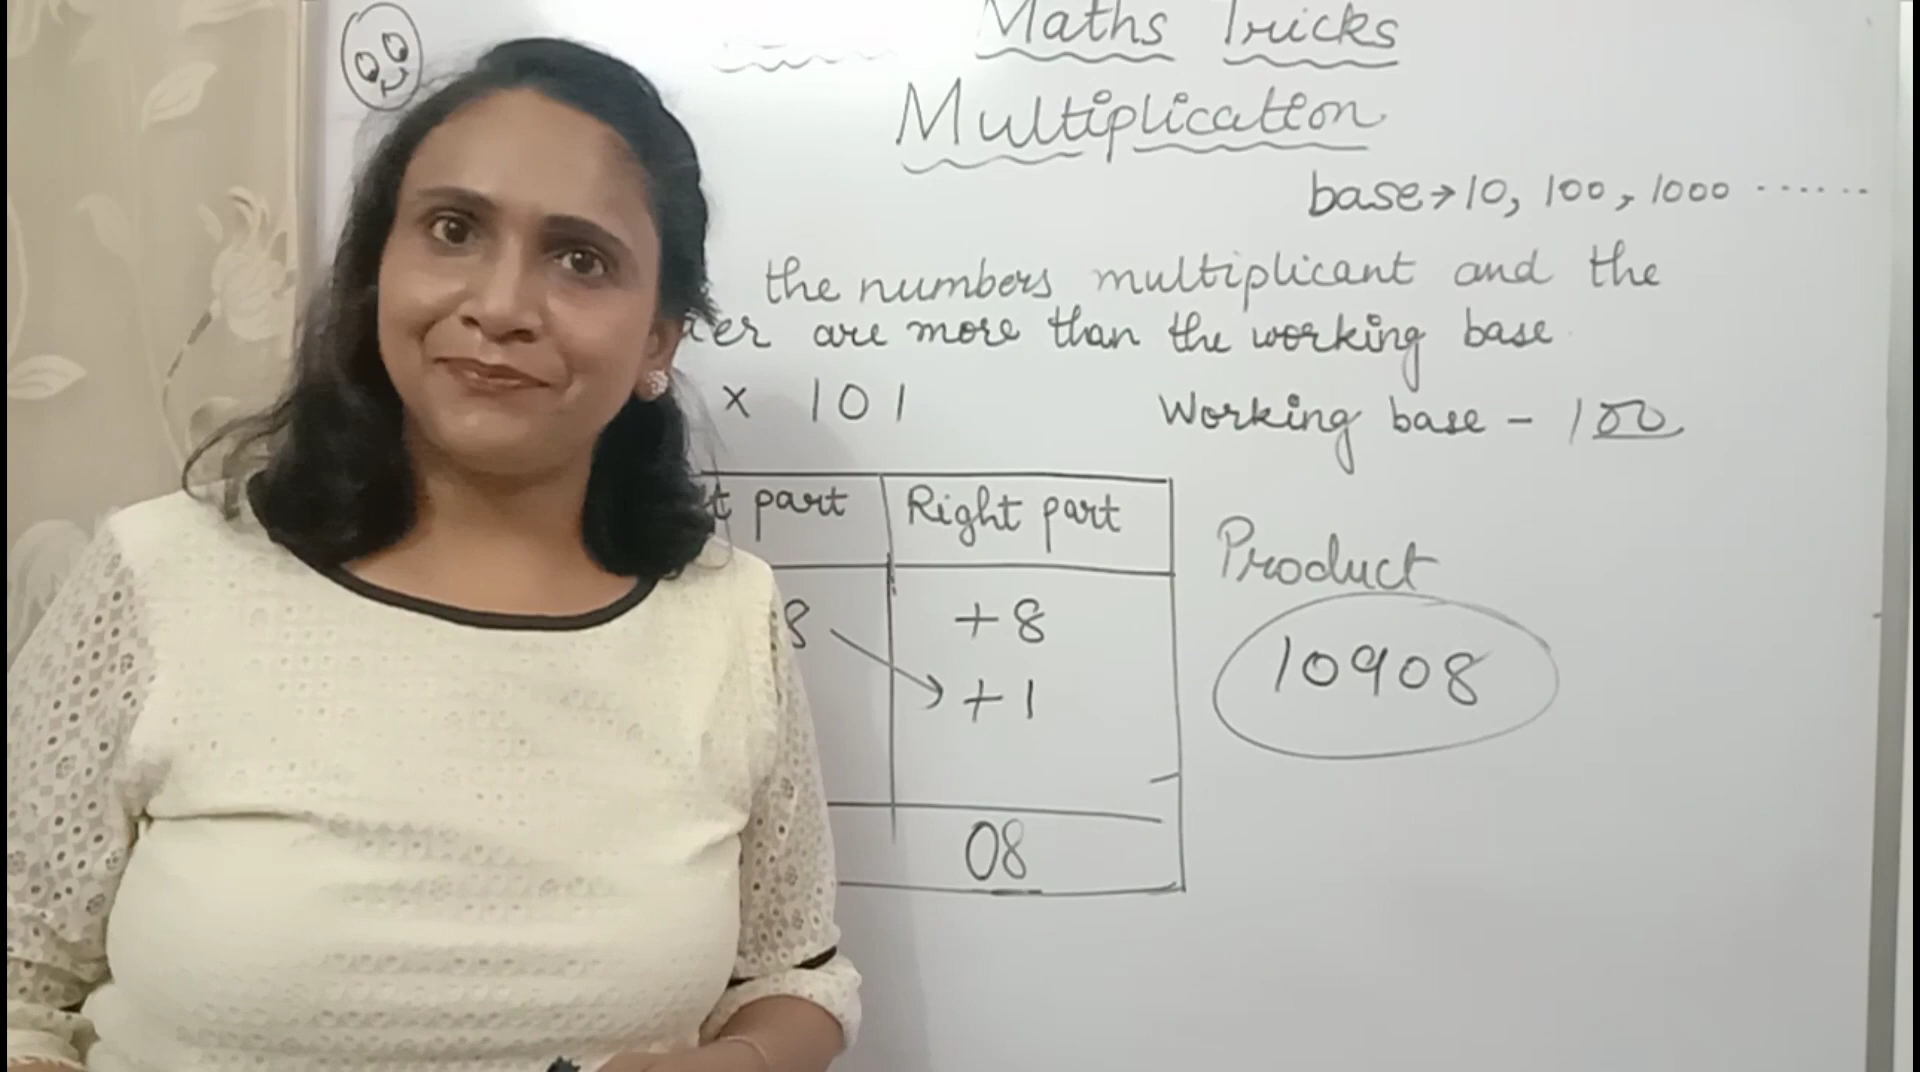 Maths Tricks
Multiplication
base → 10, 100, 1000 ......
the numbers multiplicant and the
are more than the working base
x 101
Working base - 100
part Right part
Product
8 +8
+1
10908
08